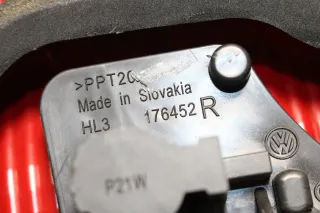 >PPT20
Made in Slovakia
HL3 176452 R
P21W